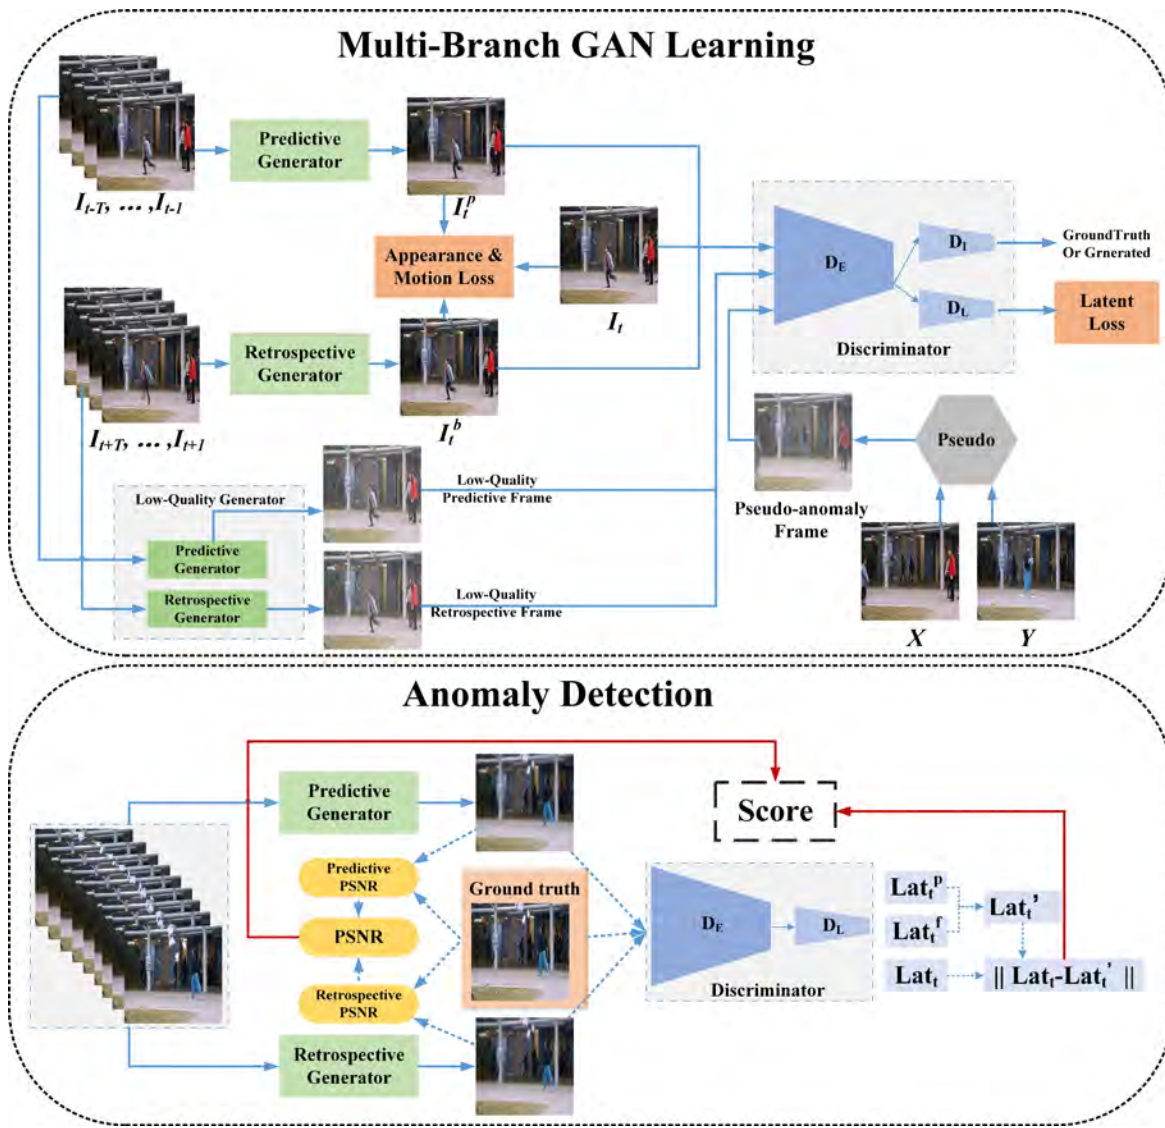 Multi-Branch GAN Learning
Predictive
Generator
I_{t-T}, ... ,I_{t-1}
I_t^p
Appearance &
Motion Loss
I_t
D_E
D_I
D_L
Discriminator
GroundTruth
Or Grnerated
Latent
Loss
Retrospective
Generator
I_{t+T}, ... ,I_{t+1}
I_t^b
Low-Quality Generator
Predictive
Generator
Retrospective
Generator
Low-Quality
Predictive Frame
Low-Quality
Retrospective Frame
Pseudo
Pseudo-anomaly
Frame
X
Y
Anomaly Detection
Predictive
Generator
Predictive
PSNR
PSNR
Retrospective
PSNR
Retrospective
Generator
Ground truth
Score
D_E
D_L
Discriminator
Lat_t^p
Lat_t^f
Lat_t
Lat_t'
|| Lat_t-Lat_t' ||